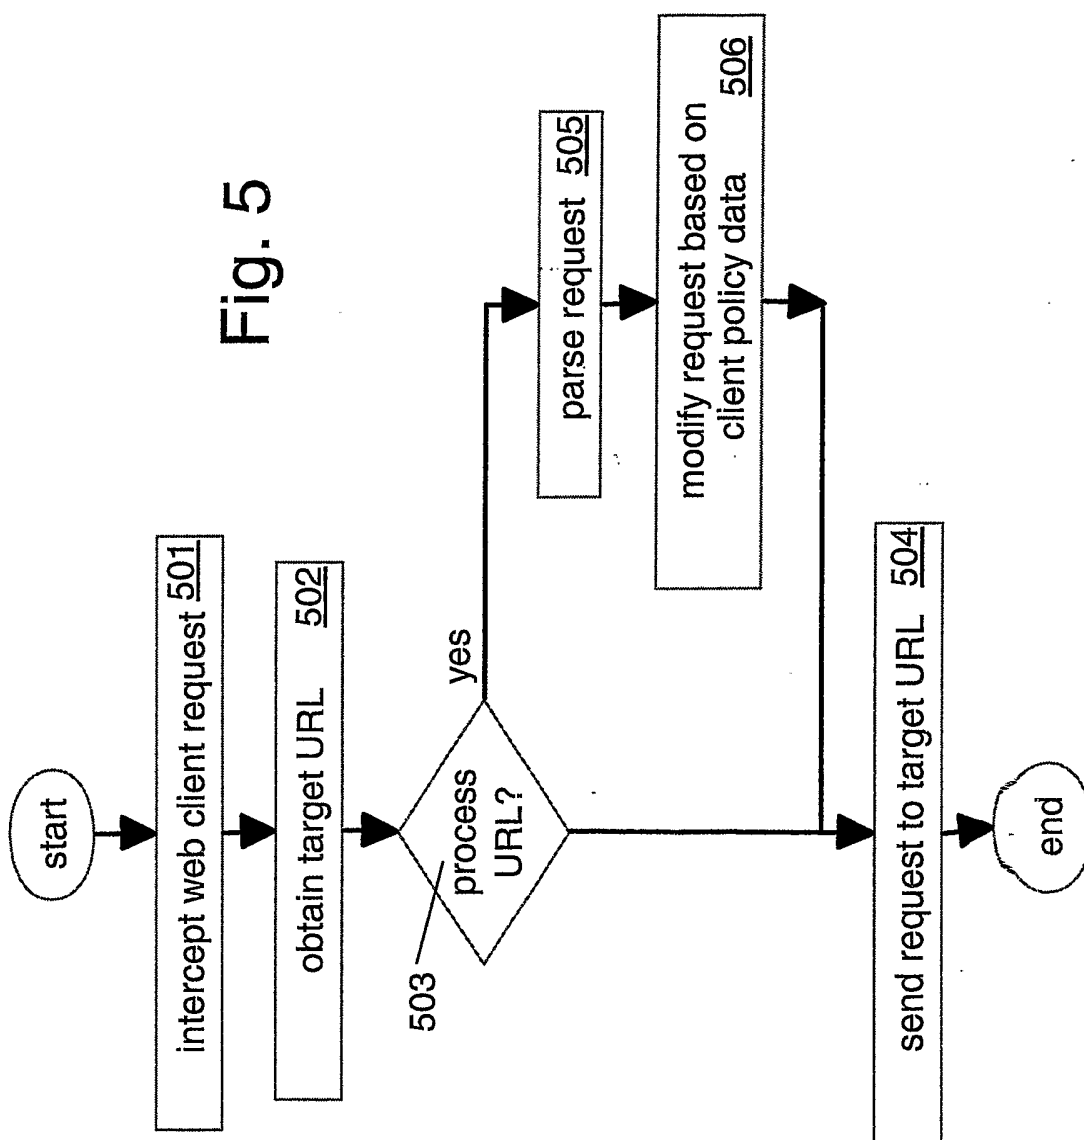 Fig. 5
start
intercept web client request 501
obtain target URL 502
process
URL?
503
yes
parse request 505
modify request based on
client policy data 506
send request to target URL 504
end